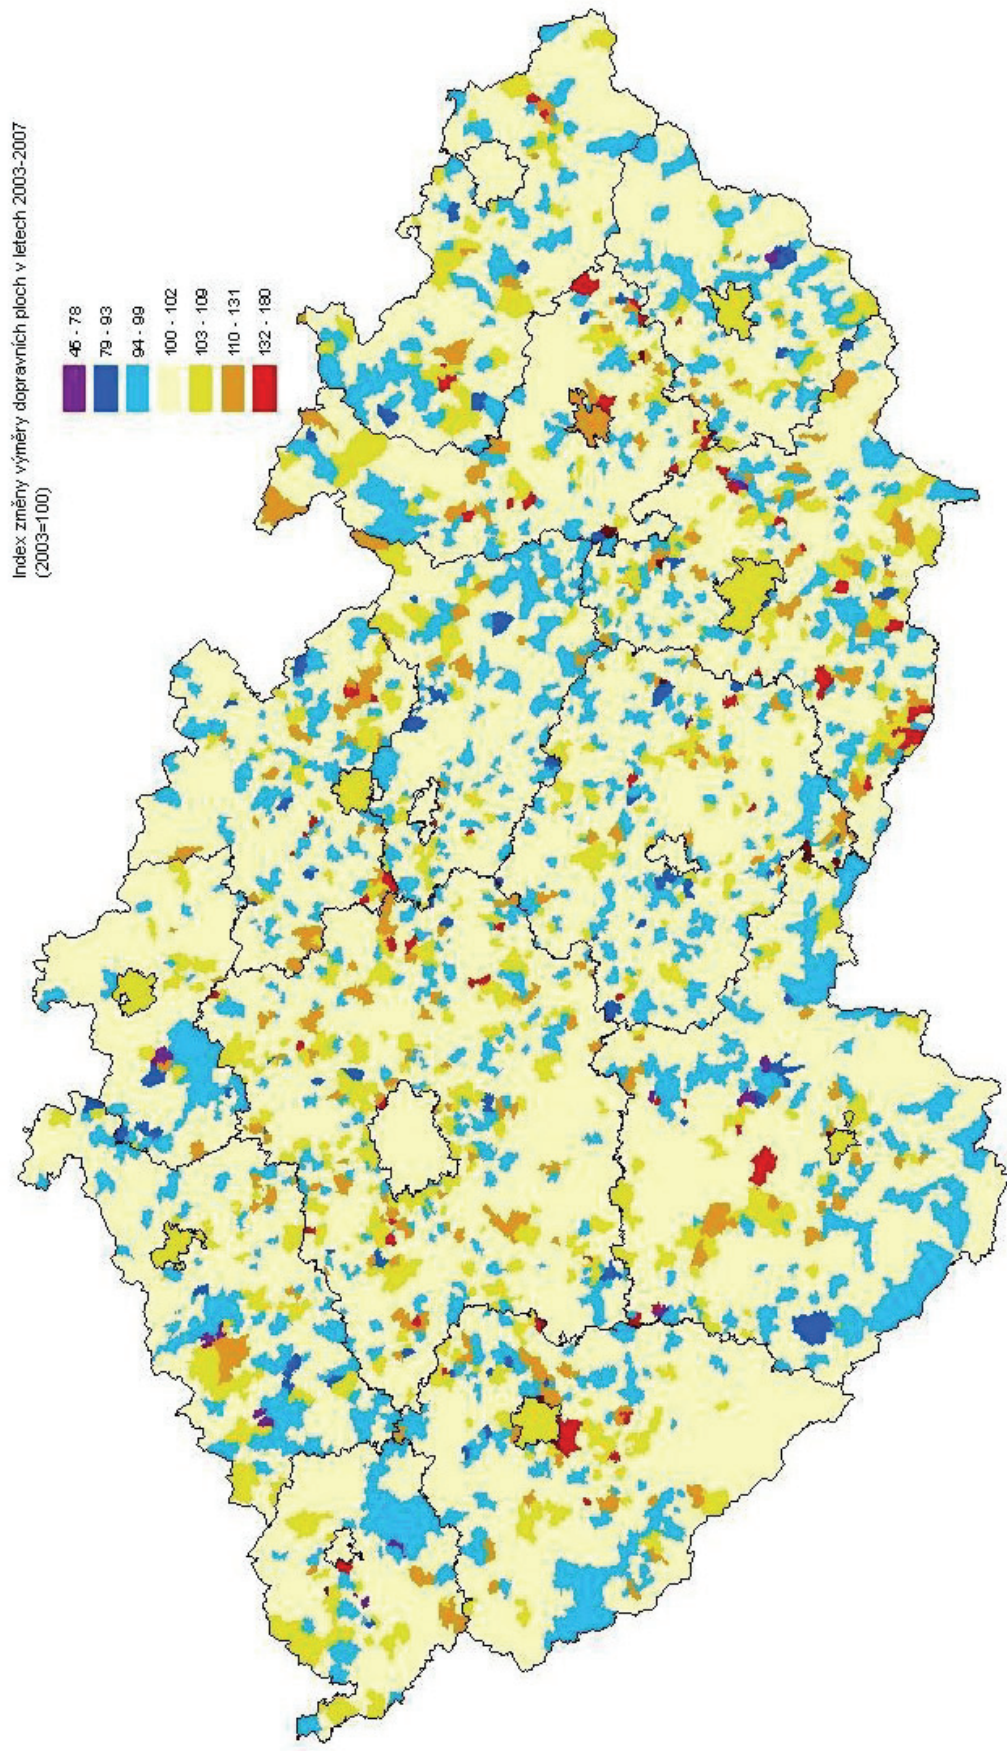 Index změny výměry dopravních ploch v letech 2003-2007
(2003=100)
45 - 78
79 - 93
94 - 99
100 - 102
103 - 109
110 - 131
132 - 180